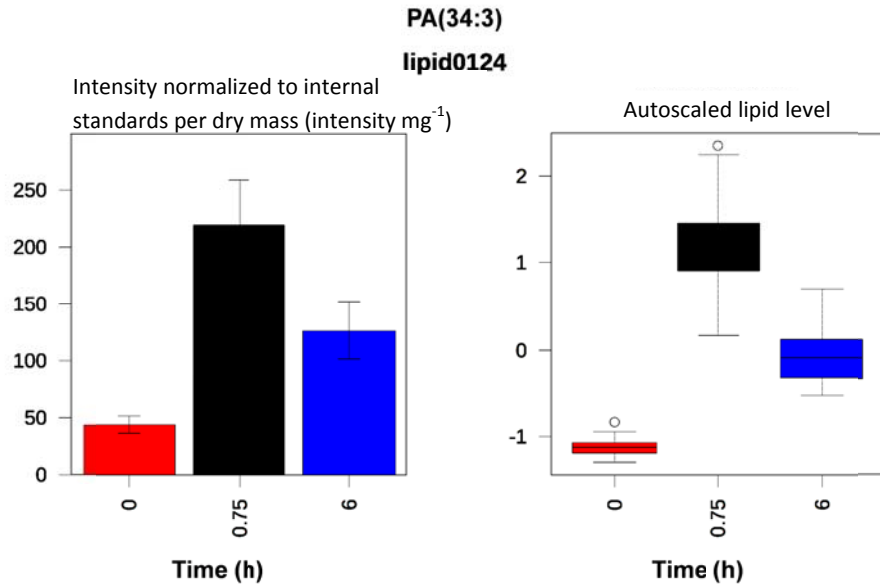 PA(34:3)
lipid0124
Intensity normalized to internal
standards per dry mass (intensity mg⁻¹)
250
200
150
100
50
0
0
0.75
6
Time (h)
Autoscaled lipid level
2
1
0
-1
0
0.75
6
Time (h)